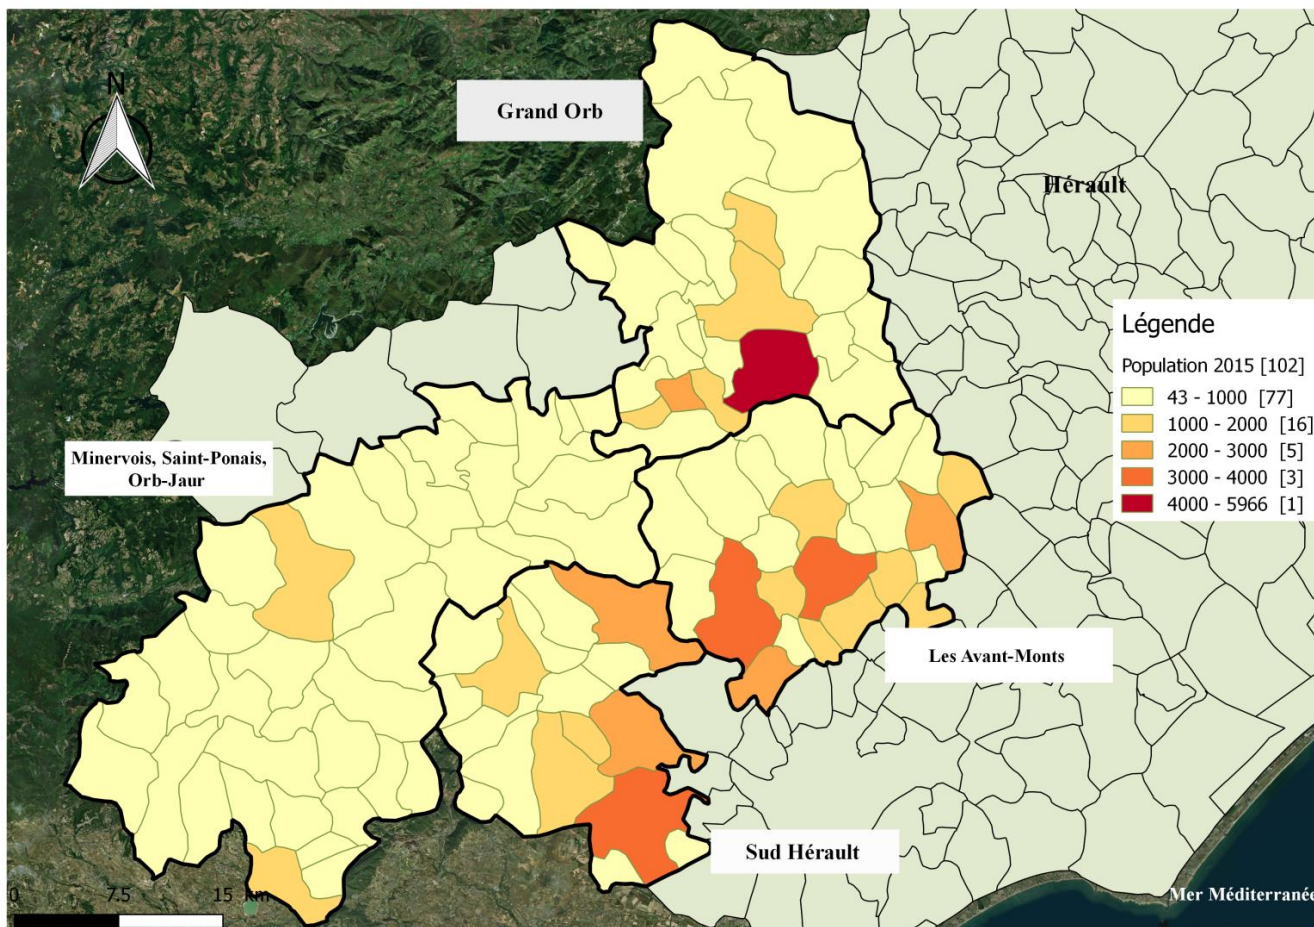 N
Grand Orb
Hérault
Légende
Population 2015 [102]
43 - 1000 [77]
1000 - 2000 [16]
2000 - 3000 [5]
3000 - 4000 [3]
4000 - 5966 [1]
Minervois, Saint-Ponais,
Orb-Jaur
Les Avant-Monts
Sud Hérault
0 7.5 15 km
Mer Méditerranée